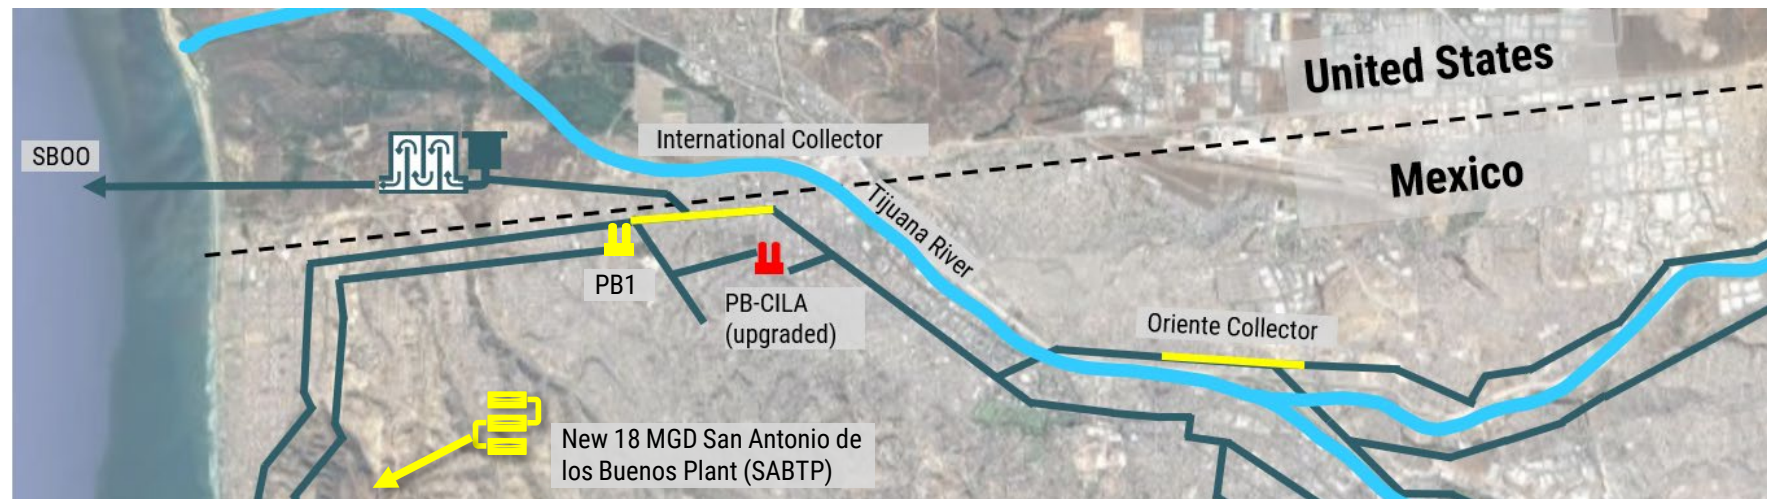 United States
International Collector
SBOO
Mexico
Tijuana River
PB1
PB-CILA
(upgraded)
Oriente Collector
New 18 MGD San Antonio de
los Buenos Plant (SABTP)